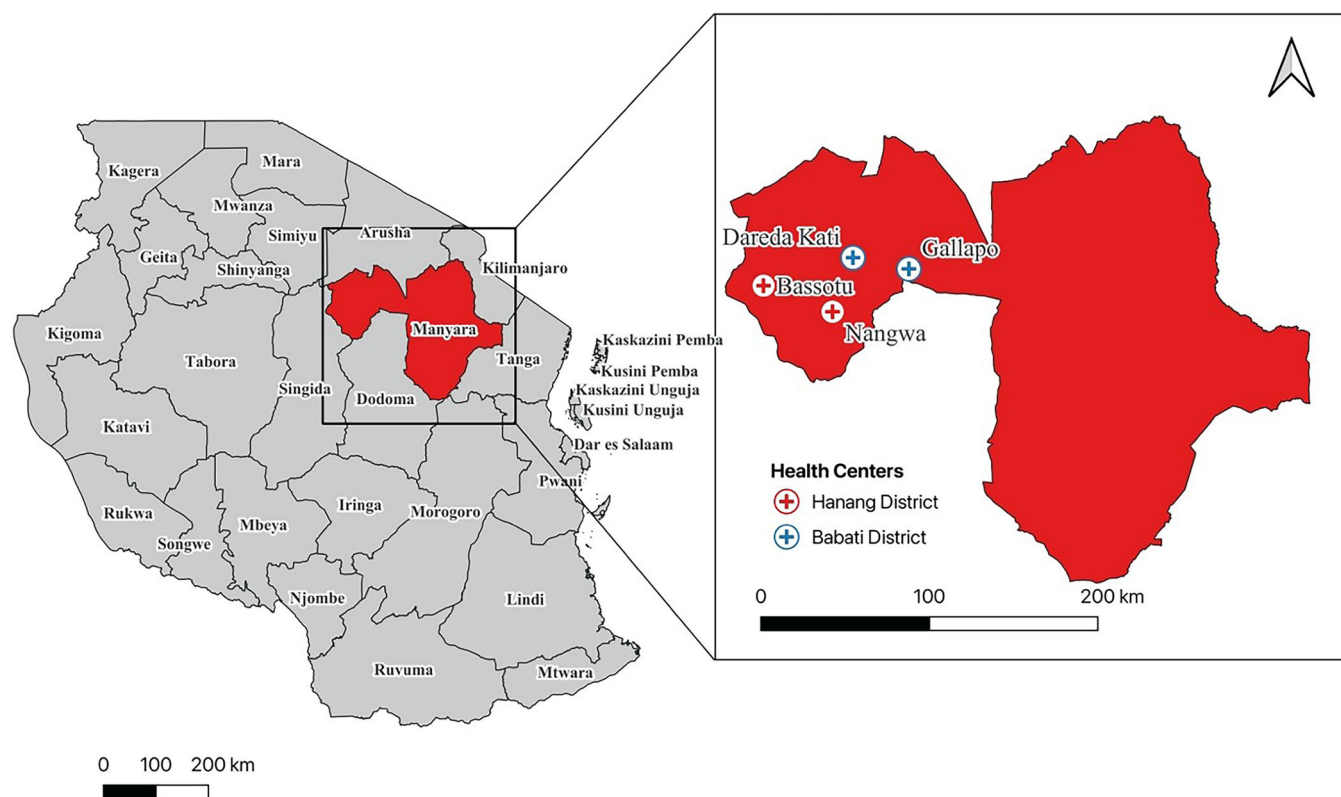 Kagera
Mara
Mwanza
Simiyu
Arusha
Geita
Shinyanga
Kilimanjaro
Kigoma
Manyara
Tabora
Tanga
Singida
Dodoma
Kaskazini Pemba
Kusini Pemba
Kaskazini Unguja
Kusini Unguja
Katavi
Dar es Salaam
Pwani
Rukwa
Iringa
Morogoro
Mbeya
Songwe
Njombe
Lindi
Ruvuma
Mtwara
0 100 200 km
Dareda Kati
Gallapo
Bassotu
Nangwa
Health Centers
Hanang District
Babati District
0 100 200 km